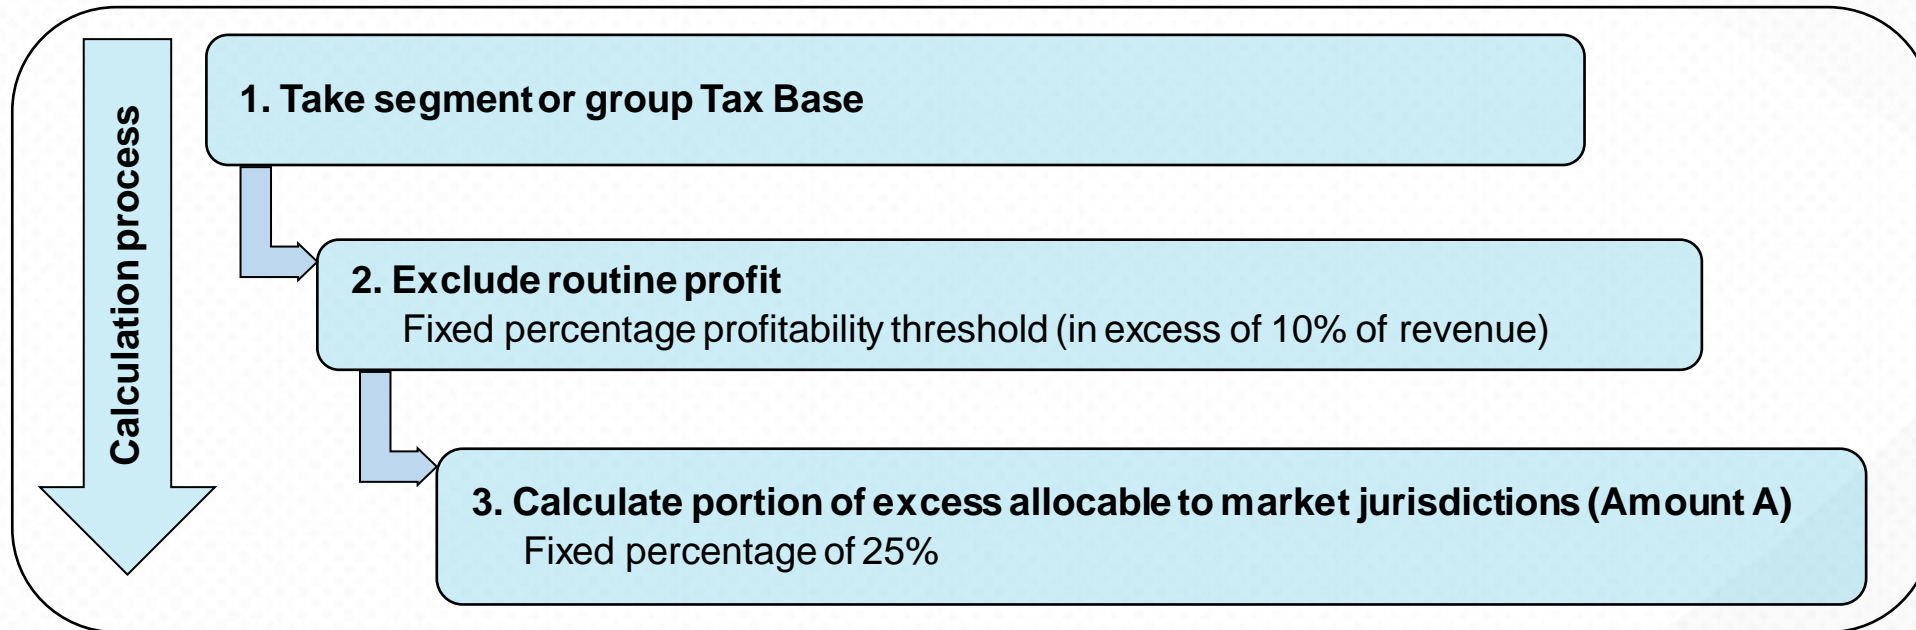 Calculation process
1. Take segment or group Tax Base
2. Exclude routine profit
Fixed percentage profitability threshold (in excess of 10% of revenue)
3. Calculate portion of excess allocable to market jurisdictions (Amount A)
Fixed percentage of 25%